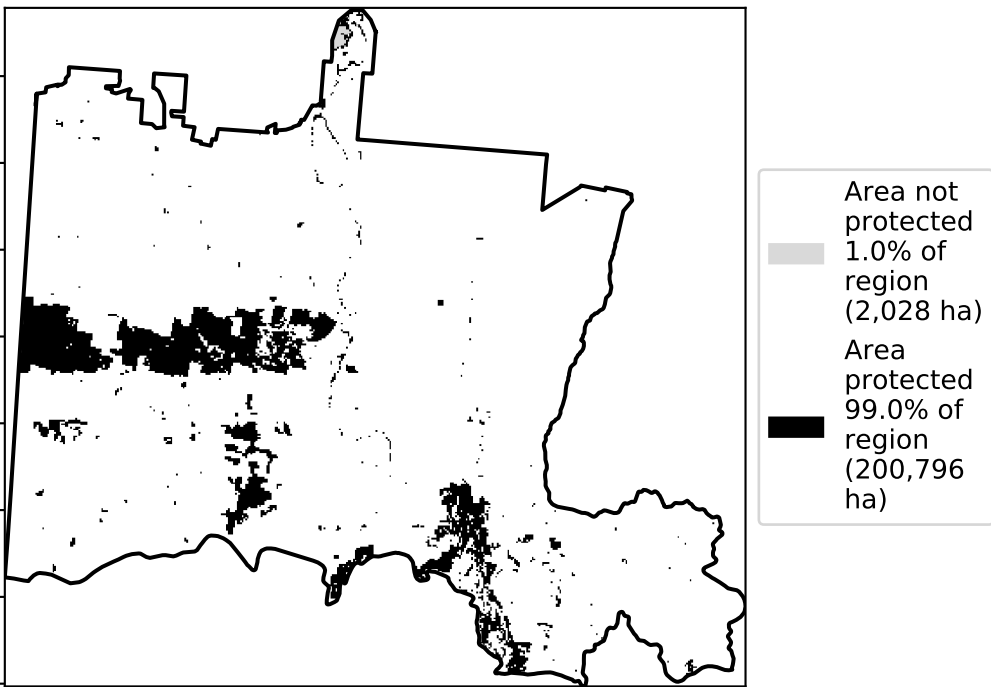 Area not
protected
1.0% of
region
(2,028 ha)
Area
protected
99.0% of
region
(200,796
ha)